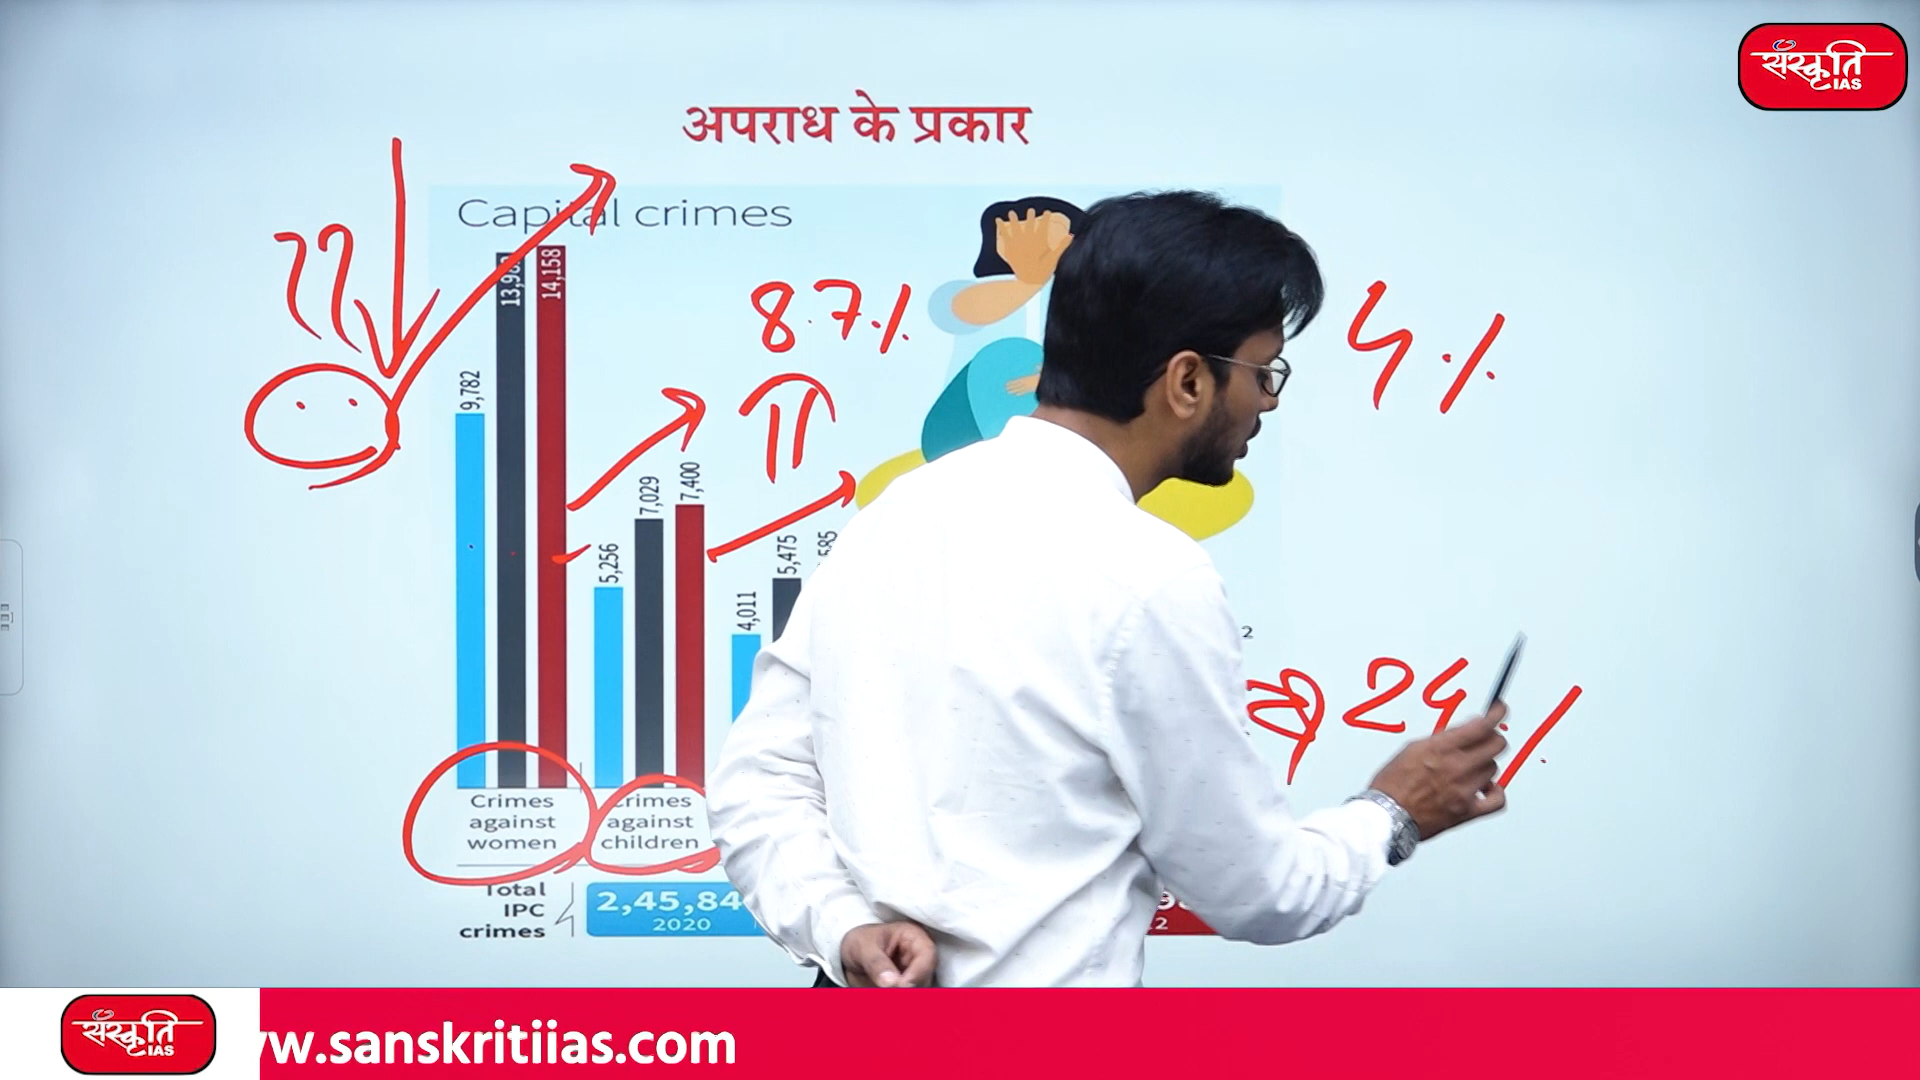 संस्कृति
IAS
अपराध के प्रकार
Capital crimes
14,158
8.7%
4%
9,782
7,029
7,400
5,256
5,475
4,011
24%
Crimes against women
Crimes against children
Total IPC crimes
2020
संस्कृति
IAS
w.sanskritiias.com